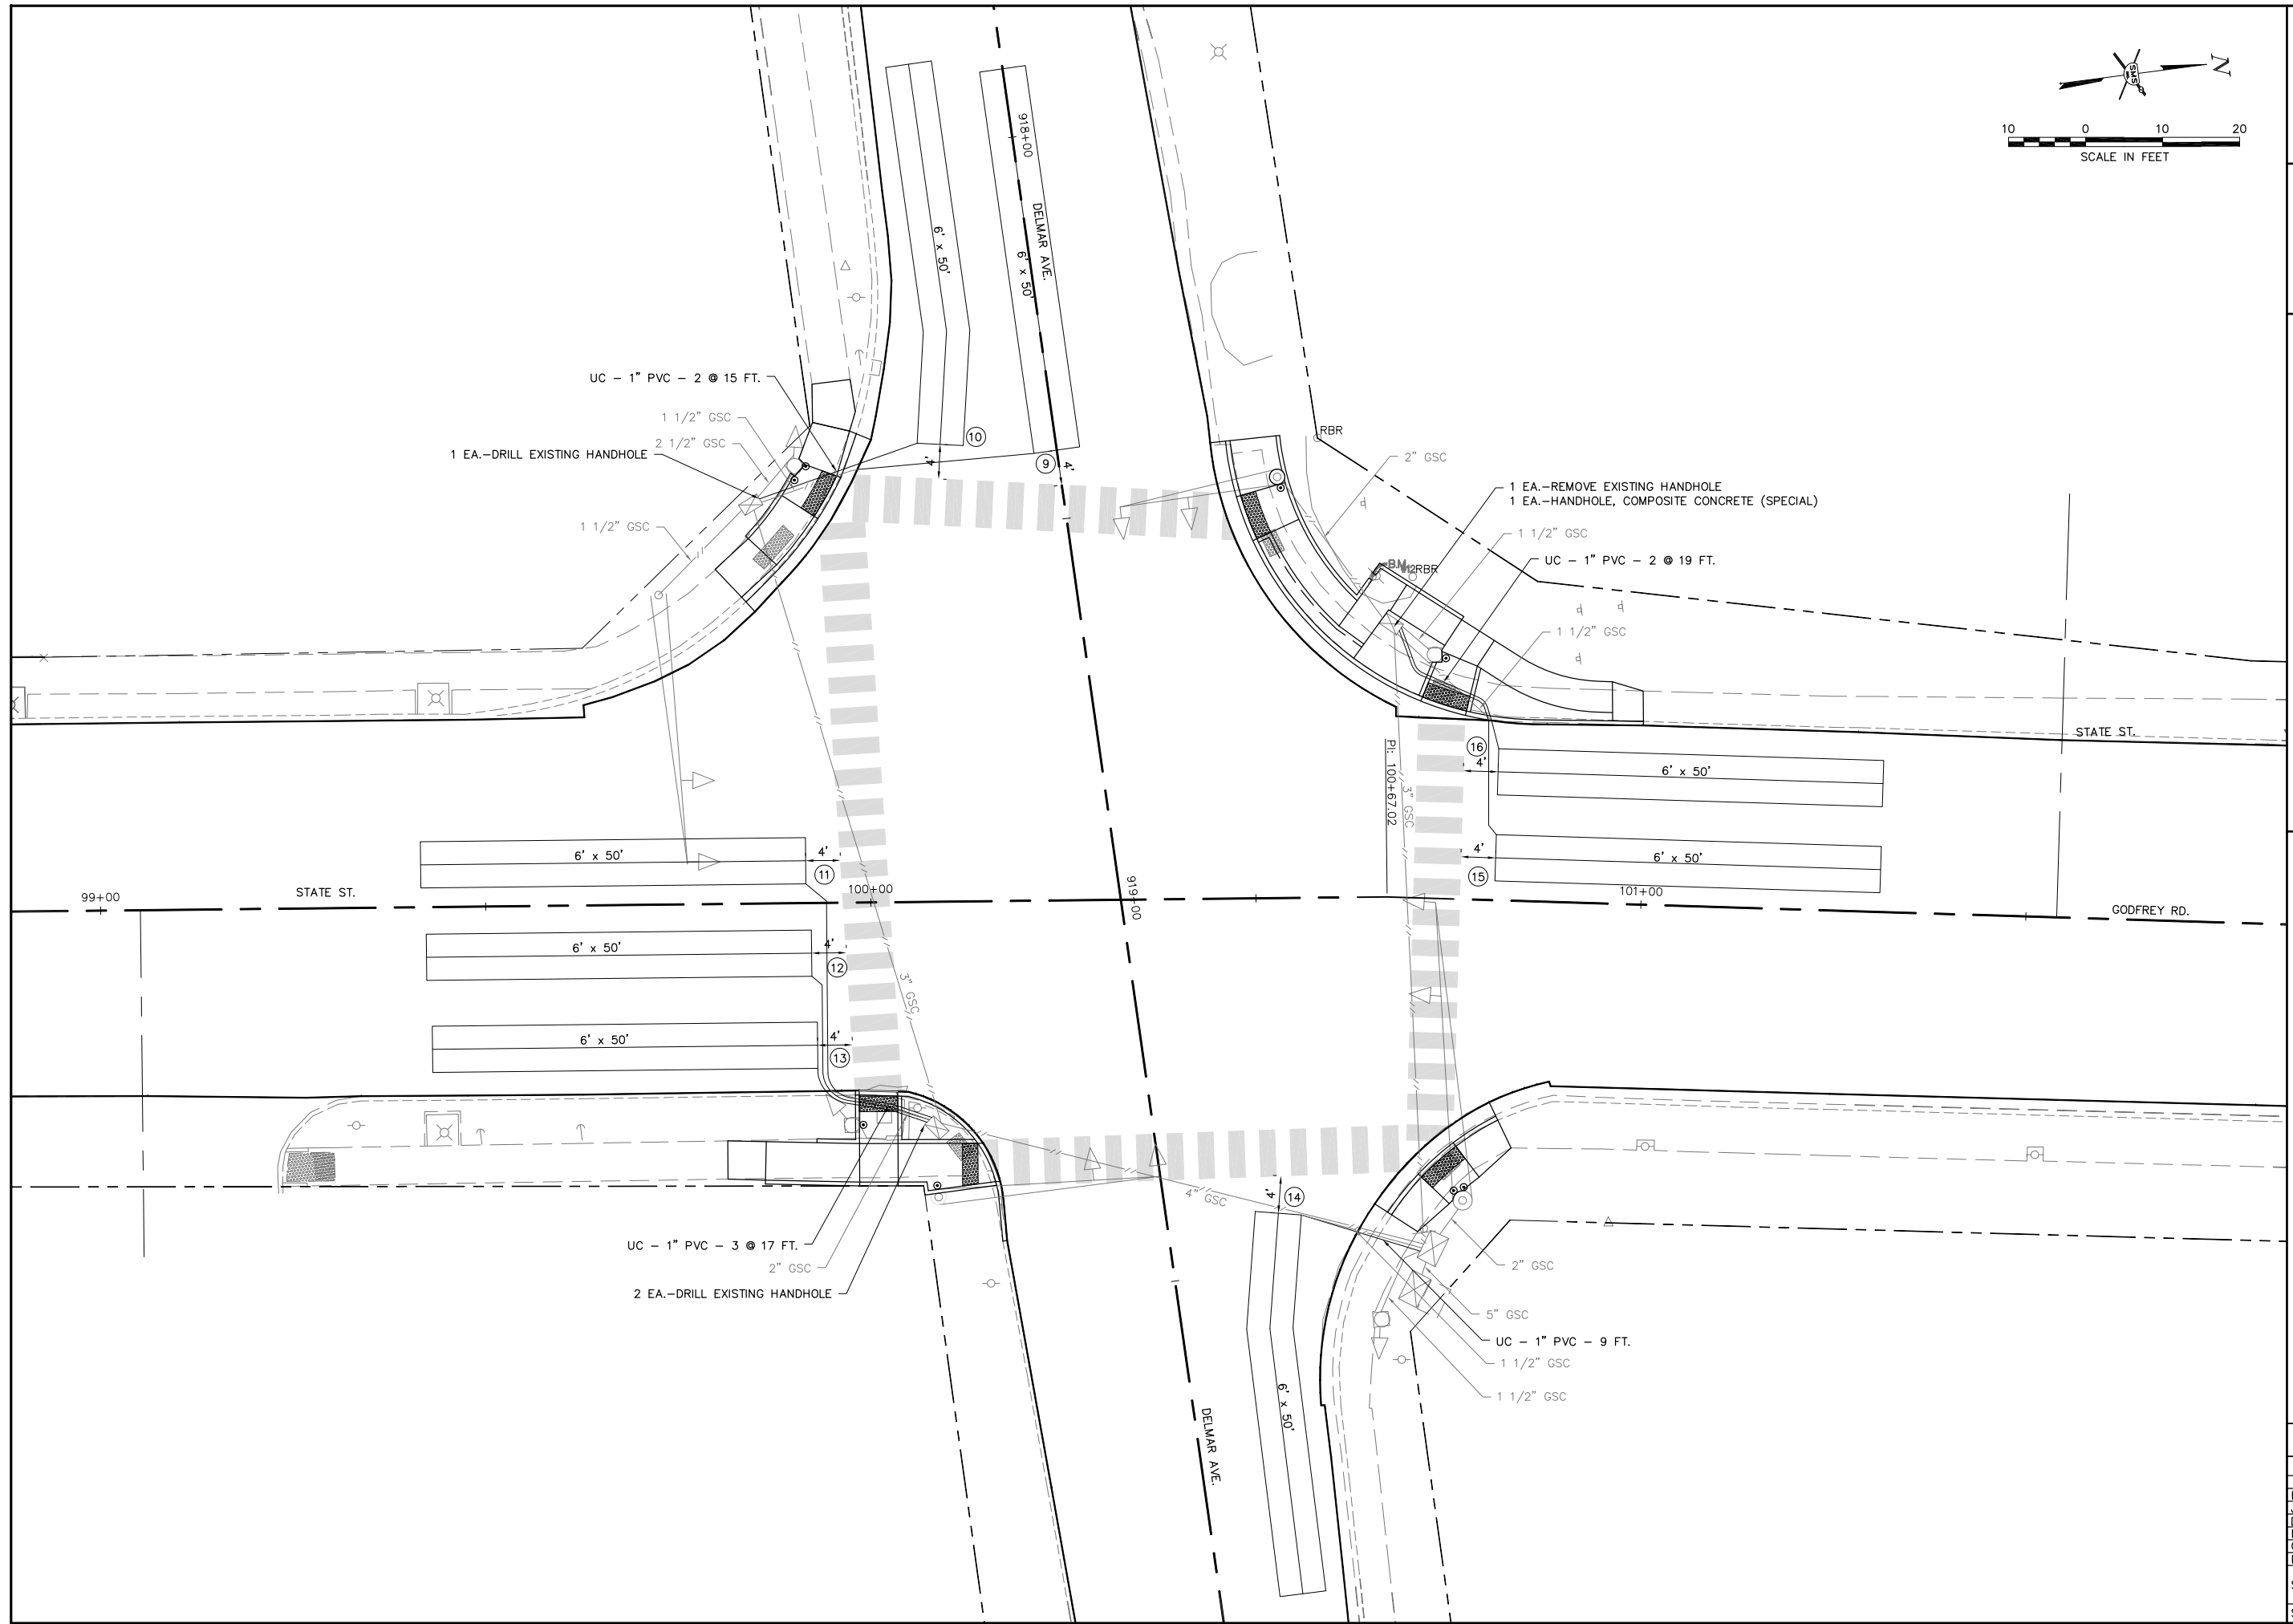 N
SMS
10 0 10 20
SCALE IN FEET
918+00
DELMAR AVE.
6' x 50'
6' x 50'
UC – 1" PVC – 2 @ 15 FT.
1 1/2" GSC
2 1/2" GSC
1 EA.–DRILL EXISTING HANDHOLE
1 1/2" GSC
10
9
4'
4'
RBR
2" GSC
1 EA.–REMOVE EXISTING HANDHOLE
1 EA.–HANDHOLE, COMPOSITE CONCRETE (SPECIAL)
1 1/2" GSC
UC – 1" PVC – 2 @ 19 FT.
RBR
1 1/2" GSC
STATE ST.
16
4'
6' x 50'
PI: 100+67.02
3" GSC
6' x 50'
4'
11
4'
6' x 50'
15
99+00
STATE ST.
100+00
919+00
101+00
GODFREY RD.
6' x 50'
4'
12
3" GSC
6' x 50'
4'
13
4" GSC
4'
14
UC – 1" PVC – 3 @ 17 FT.
2" GSC
2 EA.–DRILL EXISTING HANDHOLE
2" GSC
5" GSC
UC – 1" PVC – 9 FT.
1 1/2" GSC
1 1/2" GSC
6' x 50'
DELMAR AVE.